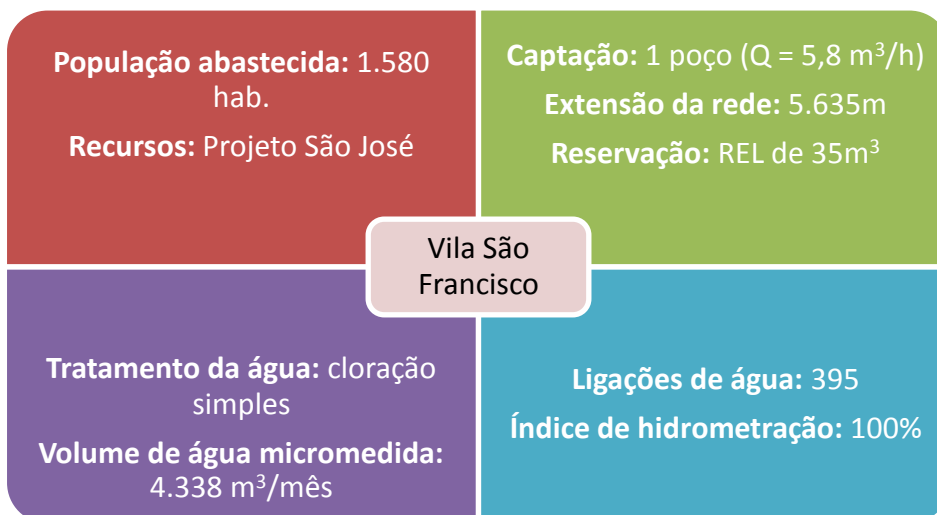 População abastecida: 1.580
hab.
Recursos: Projeto São José
Captação: 1 poço (Q = 5,8 m³/h)
Extensão da rede: 5.635m
Reservação: REL de 35m³
Vila São
Francisco
Tratamento da água: cloração
simples
Volume de água micromedida:
4.338 m³/mês
Ligações de água: 395
Índice de hidrometração: 100%